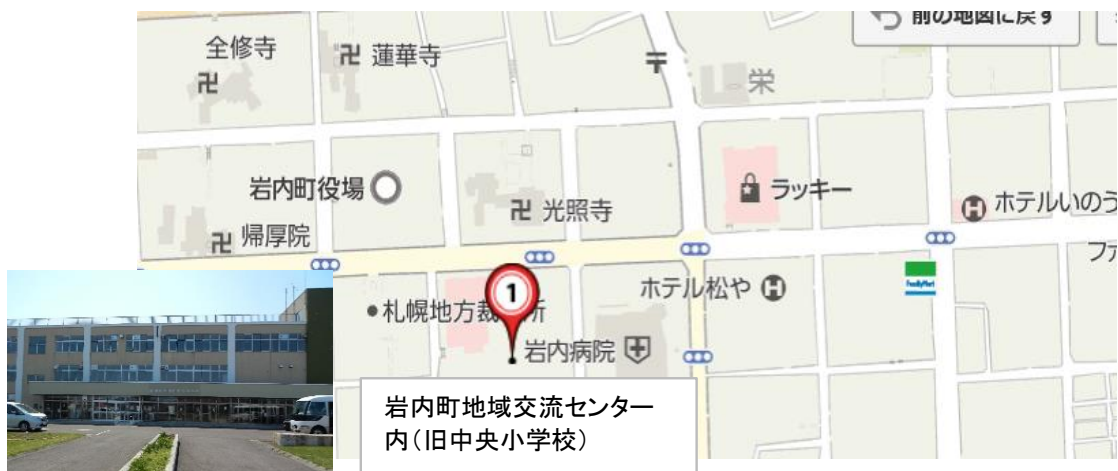 前の地図に戻す
全修寺
蓮華寺
栄
岩内町役場
ラッキー
光照寺
ホテルいのう
帰厚院
ファ
ホテル松や
FamilyMart
1
札幌地方裁
所
岩内病院
岩内町地域交流センター
内(旧中央小学校)